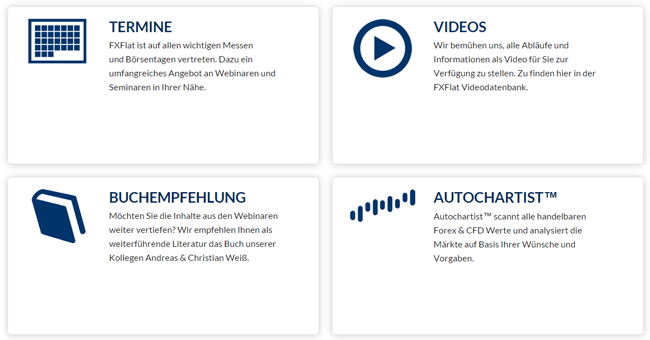 TERMINE
FXFlat ist auf allen wichtigen Messen
und Börsentagen vertreten. Dazu ein
umfangreiches Angebot an Webinaren und
Seminaren in Ihrer Nähe.
VIDEOS
Wir bemühen uns, alle Abläufe und
Informationen als Video für Sie zur
Verfügung zu stellen. Zu finden hier in der
FXFlat Videodatenbank.
BUCHEMPFEHLUNG
Möchten Sie die Inhalte aus den Webinaren
weiter vertiefen? Wir empfehlen Ihnen als
weiterführende Literatur das Buch unserer
Kollegen Andreas & Christian Weiß.
AUTOCHARTIST™
Autochartist™ scannt alle handelbaren
Forex & CFD Werte und analysiert die
Märkte auf Basis Ihrer Wünsche und
Vorgaben.